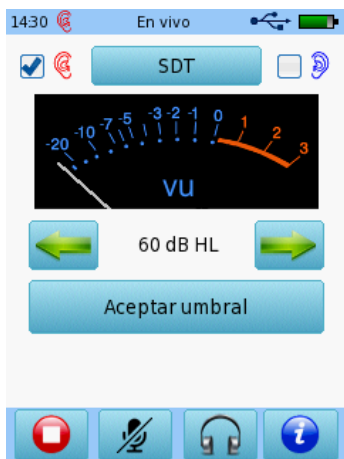 14:30 En vivo
SDT
-20 -10 -7 -5 -3 -2 -1 0 1 2 3
vu
60 dB HL
Aceptar umbral
i